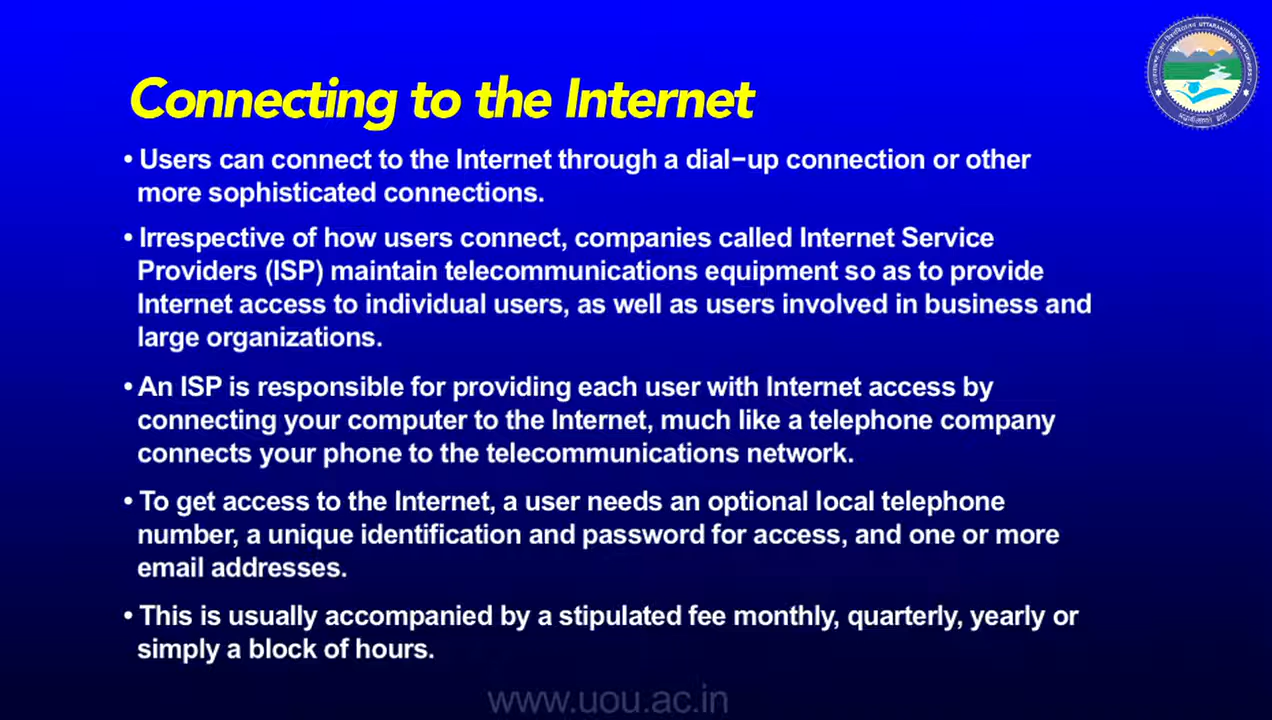 Connecting to the Internet
• Users can connect to the Internet through a dial-up connection or other
more sophisticated connections.
• Irrespective of how users connect, companies called Internet Service
Providers (ISP) maintain telecommunications equipment so as to provide
Internet access to individual users, as well as users involved in business and
large organizations.
• An ISP is responsible for providing each user with Internet access by
connecting your computer to the Internet, much like a telephone company
connects your phone to the telecommunications network.
• To get access to the Internet, a user needs an optional local telephone
number, a unique identification and password for access, and one or more
email addresses.
• This is usually accompanied by a stipulated fee monthly, quarterly, yearly or
simply a block of hours.
www.uou.ac.in